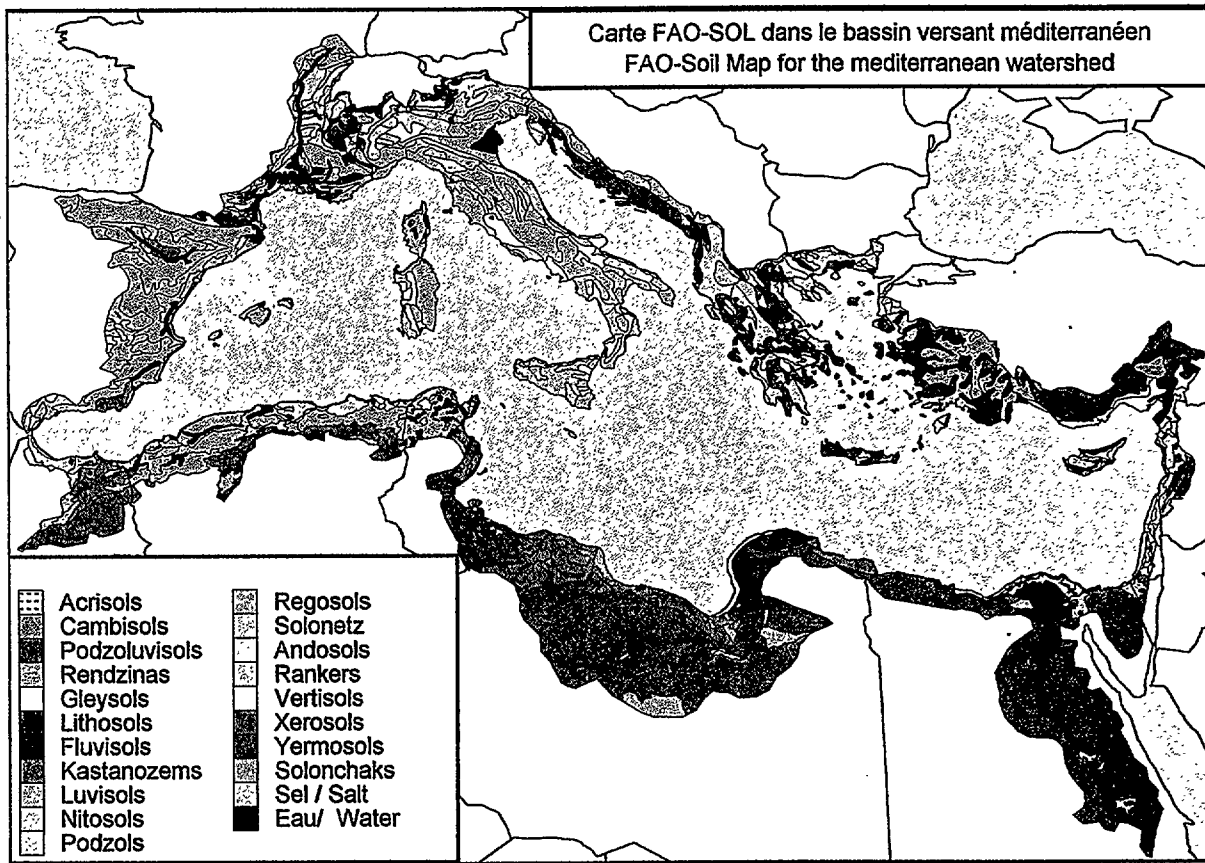 Carte FAO-SOL dans le bassin versant méditerranéen
FAO-Soil Map for the mediterranean watershed
Acrisols
Cambisols
Podzoluvisols
Rendzinas
Gleysols
Lithosols
Fluvisols
Kastanozems
Luvisols
Nitosols
Podzols
Regosols
Solonetz
Andosols
Rankers
Vertisols
Xerosols
Yermosols
Solonchaks
Sel / Salt
Eau/ Water